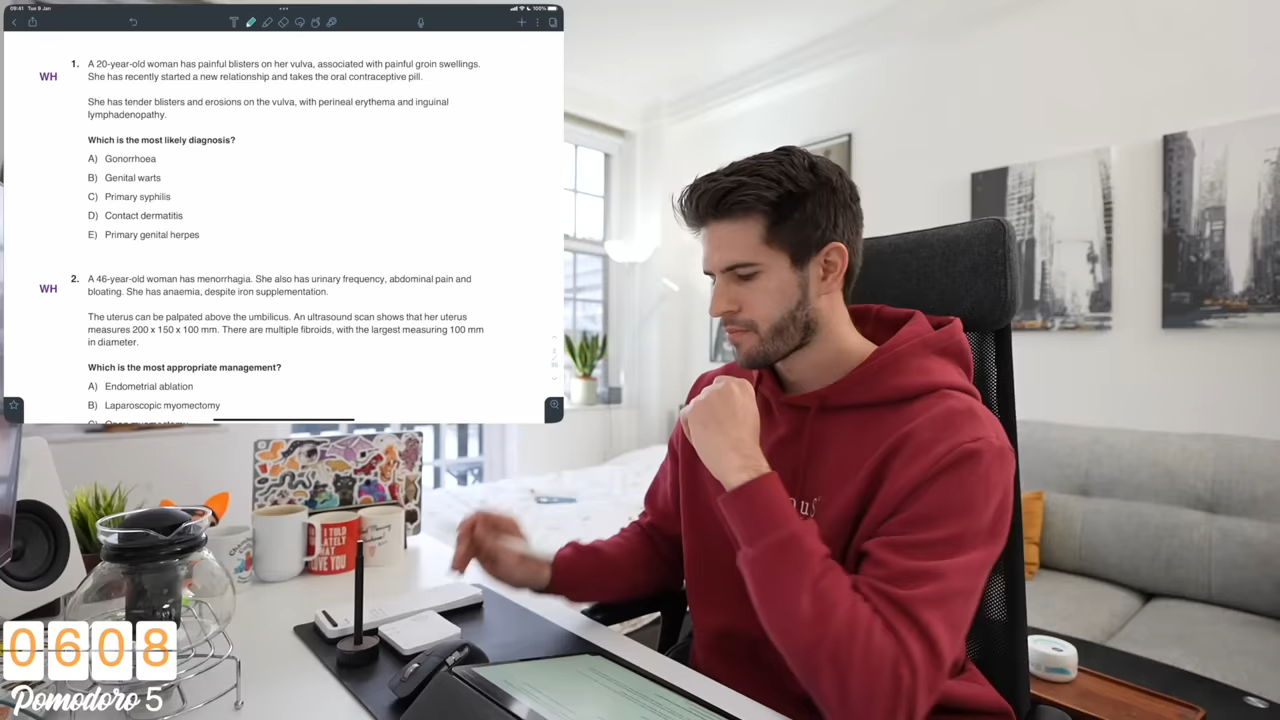 09:41 Tue 9 Jan
100%
1. A 20-year-old woman has painful blisters on her vulva, associated with painful groin swellings.
WH
She has recently started a new relationship and takes the oral contraceptive pill.
She has tender blisters and erosions on the vulva, with perineal erythema and inguinal
lymphadenopathy.
Which is the most likely diagnosis?
A) Gonorrhoea
B) Genital warts
C) Primary syphilis
D) Contact dermatitis
E) Primary genital herpes
2. A 46-year-old woman has menorrhagia. She also has urinary frequency, abdominal pain and
WH
bloating. She has anaemia, despite iron supplementation.
The uterus can be palpated above the umbilicus. An ultrasound scan shows that her uterus
measures 200 x 150 x 100 mm. There are multiple fibroids, with the largest measuring 100 mm
in diameter.
Which is the most appropriate management?
A) Endometrial ablation
B) Laparoscopic myomectomy
I TOLD
LATELY
THAT
VE YOU
0608
Pomodoro 5